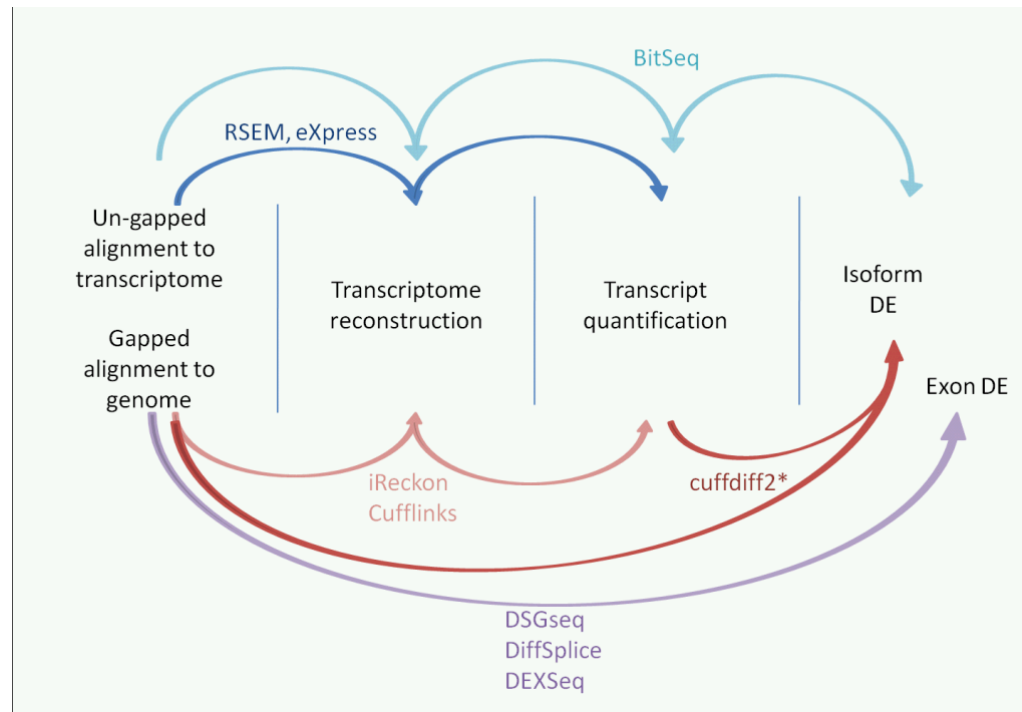 BitSeq
RSEM, eXpress
Un-gapped
alignment to
transcriptome
Transcriptome
reconstruction
Transcript
quantification
Isoform
DE
Gapped
alignment to
genome
Exon DE
iReckon
Cufflinks
cuffdiff2*
DSGseq
DiffSplice
DEXSeq